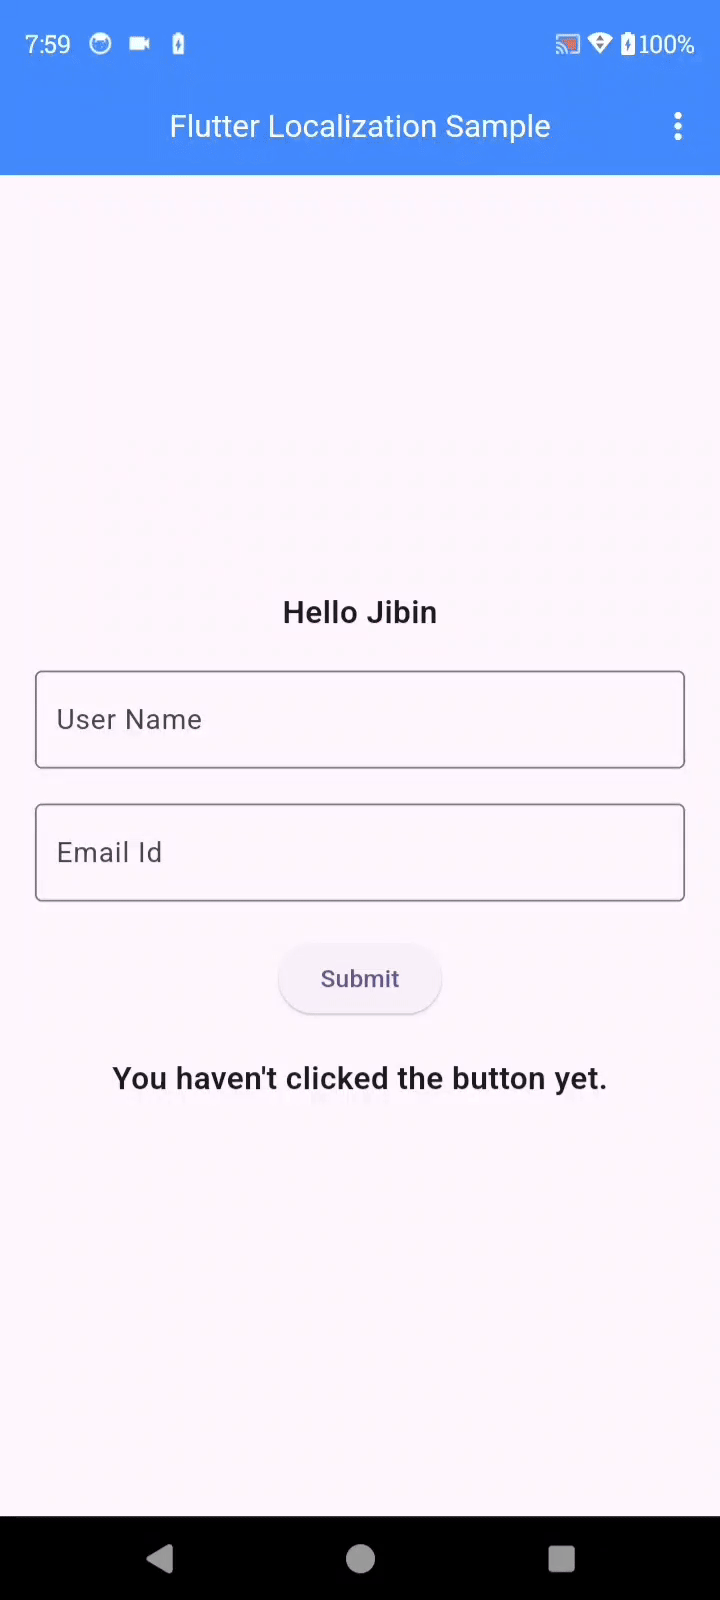 7:59 100%
Flutter Localization Sample
Hello Jibin
User Name
Email Id
Submit
You haven't clicked the button yet.